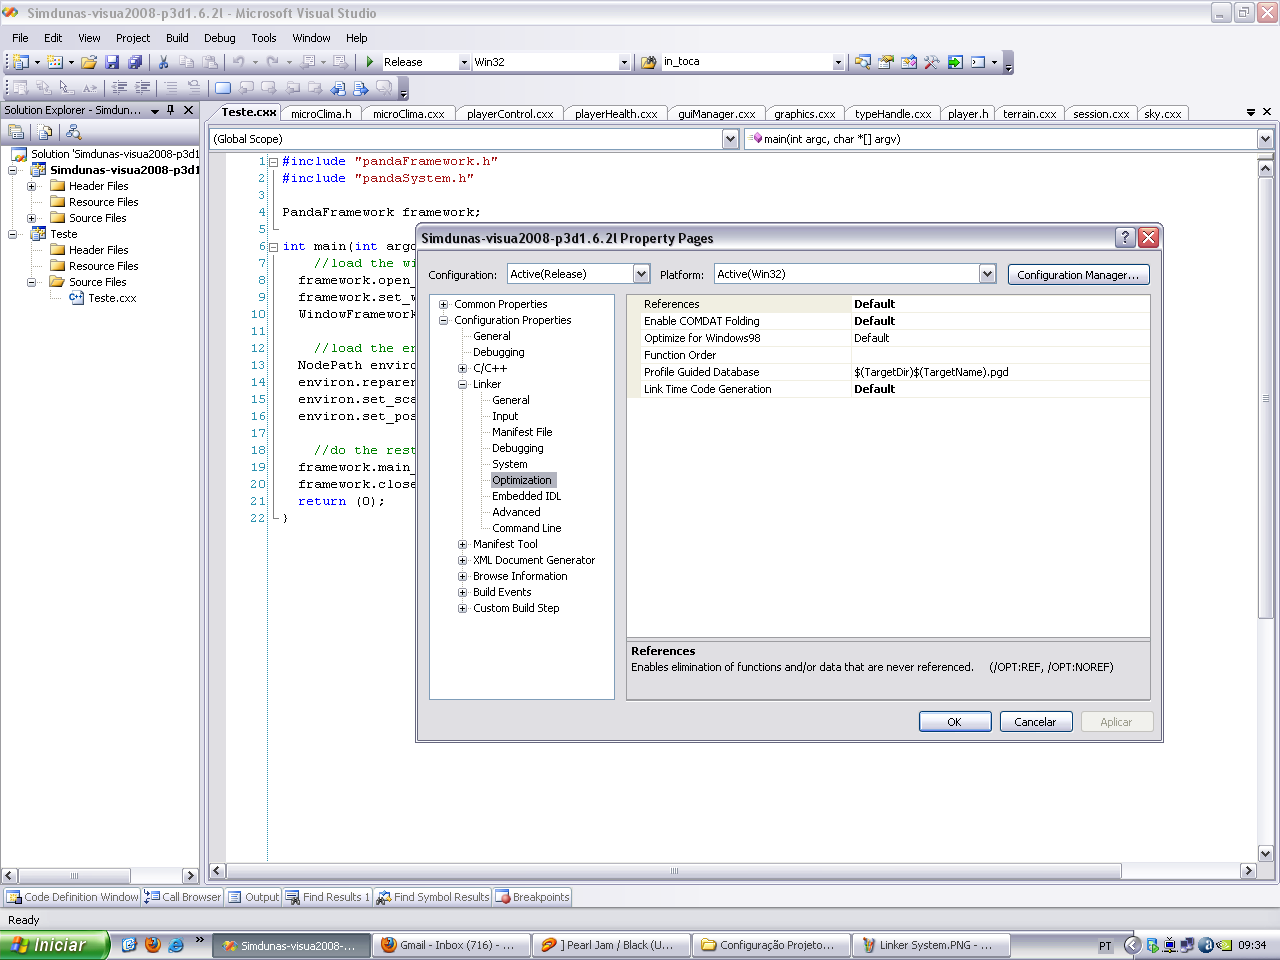 Simdunas-visua2008-p3d1.6.2l - Microsoft Visual Studio
File Edit View Project Build Debug Tools Window Help
Release Win32 in_toca
Solution Explorer - Simdun...
Teste.cxx microClima.h microClima.cxx playerControl.cxx playerHealth.cxx guiManager.cxx graphics.cxx typeHandle.cxx player.h terrain.cxx session.cxx sky.cxx
(Global Scope) main(int argc, char *[] argv)
Solution 'Simdunas-visua2008-p3d1
Simdunas-visua2008-p3d1
Header Files
Resource Files
Source Files
Teste
Header Files
Resource Files
Source Files
Teste.cxx
1 #include "pandaFramework.h"
2 #include "pandaSystem.h"
3
4 PandaFramework framework;
5
6 int main(int argc
7 //load the wi
8 framework.open_
9 framework.set_w
10 WindowFramework
11
12 //load the en
13 NodePath enviro
14 environ.reparen
15 environ.set_sca
16 environ.set_pos
17
18 //do the rest
19 framework.main_
20 framework.close
21 return (0);
22 }
Simdunas-visua2008-p3d1.6.2l Property Pages
Configuration: Active(Release) Platform: Active(Win32) Configuration Manager...
Common Properties
Configuration Properties
General
Debugging
C/C++
Linker
General
Input
Manifest File
Debugging
System
Optimization
Embedded IDL
Advanced
Command Line
Manifest Tool
XML Document Generator
Browse Information
Build Events
Custom Build Step
References Default
Enable COMDAT Folding Default
Optimize for Windows98 Default
Function Order
Profile Guided Database $(TargetDir)$(TargetName).pgd
Link Time Code Generation Default
References
Enables elimination of functions and/or data that are never referenced. (/OPT:REF, /OPT:NOREF)
OK Cancelar Aplicar
Code Definition Window Call Browser Output Find Results 1 Find Symbol Results Breakpoints
Ready
Iniciar Simdunas-visua2008-... Gmail - Inbox (716) - ... ] Pearl Jam / Black (U... Configuração Projeto... Linker System.PNG - ... PT 09:34